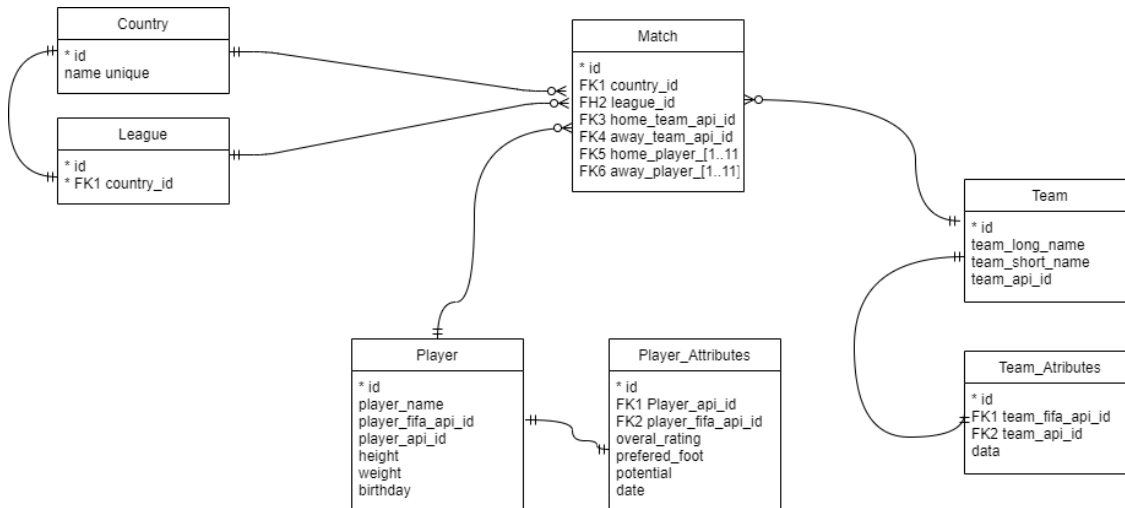 Country
* id
name unique
League
* id
* FK1 country_id
Match
* id
FK1 country_id
FH2 league_id
FK3 home_team_api_id
FK4 away_team_api_id
FK5 home_player_[1..11]
FK6 away_player_[1..11]
Team
* id
team_long_name
team_short_name
team_api_id
Player
* id
player_name
player_fifa_api_id
player_api_id
height
weight
birthday
Player_Attributes
* id
FK1 Player_api_id
FK2 player_fifa_api_id
overal_rating
prefered_foot
potential
date
Team_Atributes
* id
FK1 team_fifa_api_id
FK2 team_api_id
data